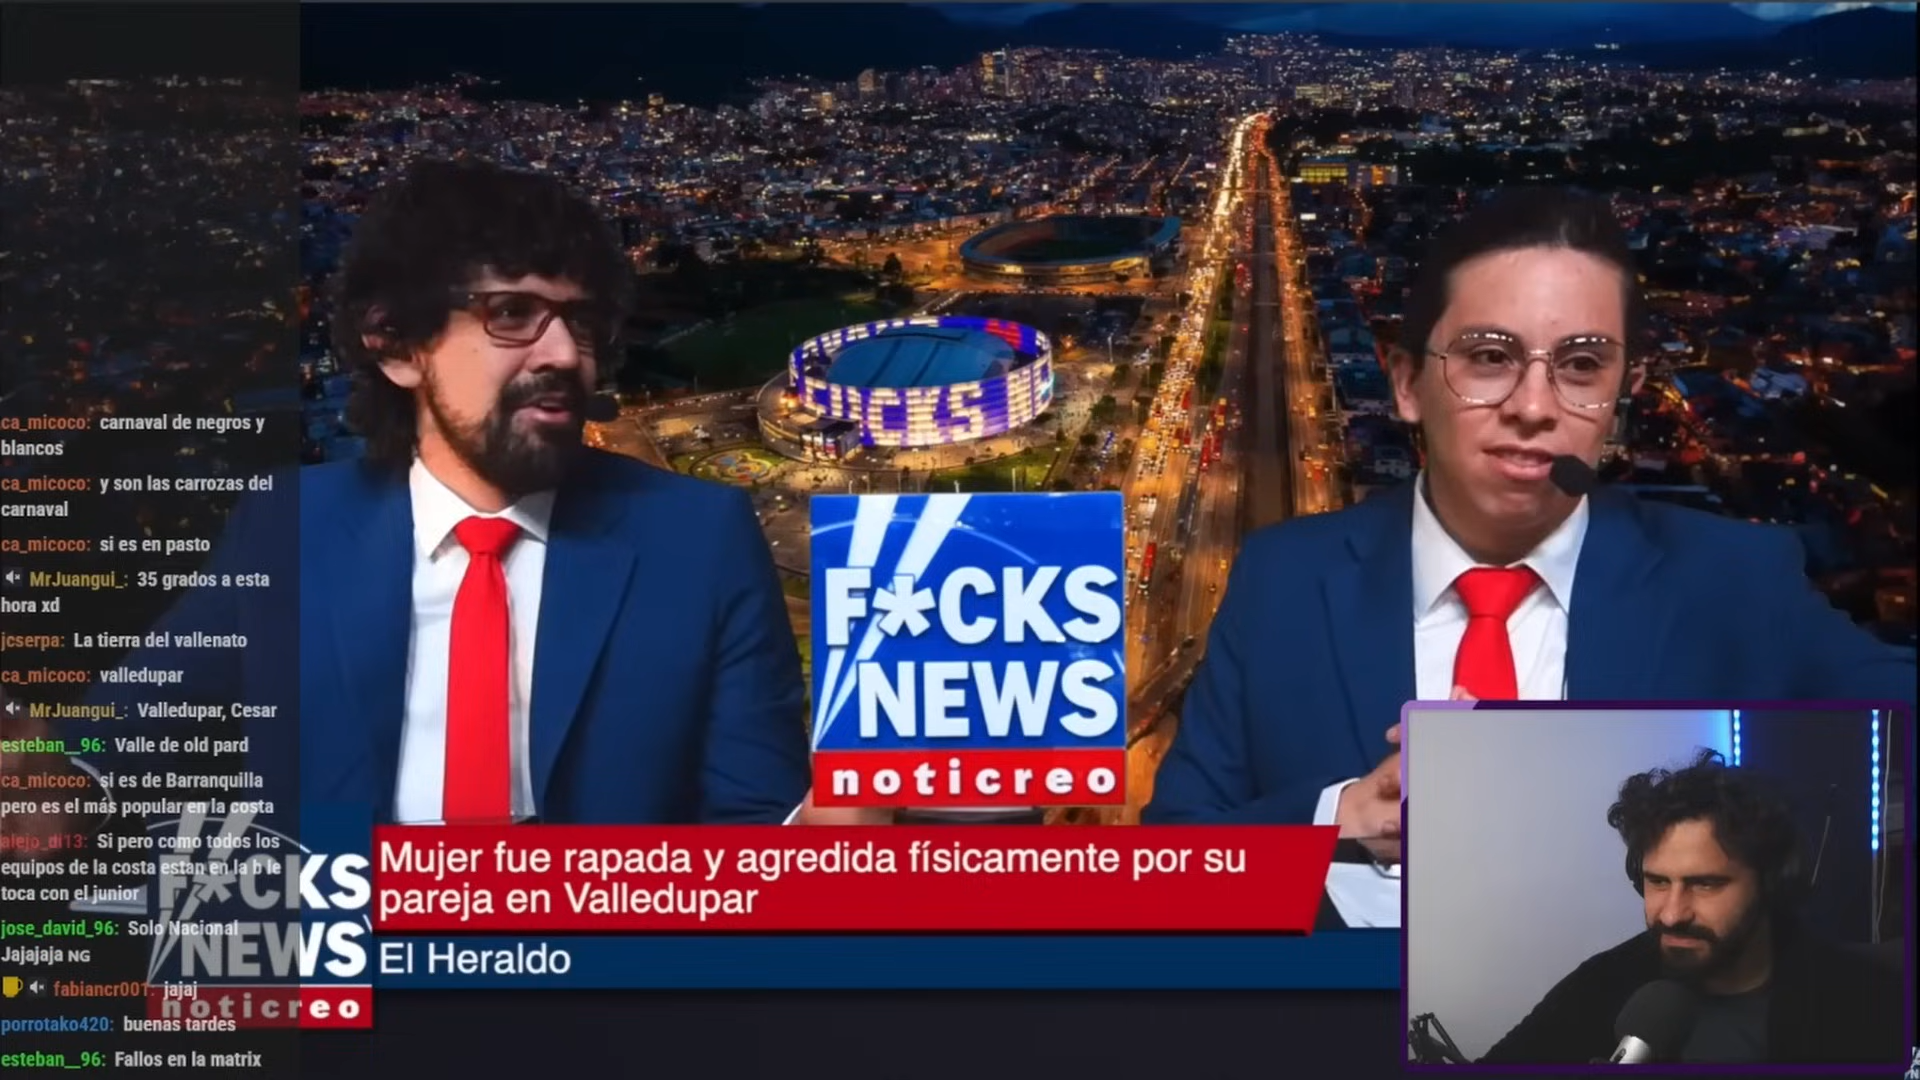 ca_micoco: carnaval de negros y
blancos
ca_micoco: y son las carrozas del
carnaval
ca_micoco: si es en pasto
MrJuangui_: 35 grados a esta
hora xd
jcserpa: La tierra del vallenato
ca_micoco: valledupar
MrJuangui_: Valledupar, Cesar
esteban__96: Valle de old pard
ca_micoco: si es de Barranquilla
pero es el más popular en la costa
alejo_di13: Si pero como todos los
equipos de la costa estan en la b le
toca con el junior
jose_david_96: Solo Nacional
Jajajaja NG
fabiancr001: jajaj
porrotako420: buenas tardes
esteban__96: Fallos en la matrix
F*CKS
NEWS
noticreo
F*CKS
NEWS
noticreo
Mujer fue rapada y agredida físicamente por su
pareja en Valledupar
El Heraldo